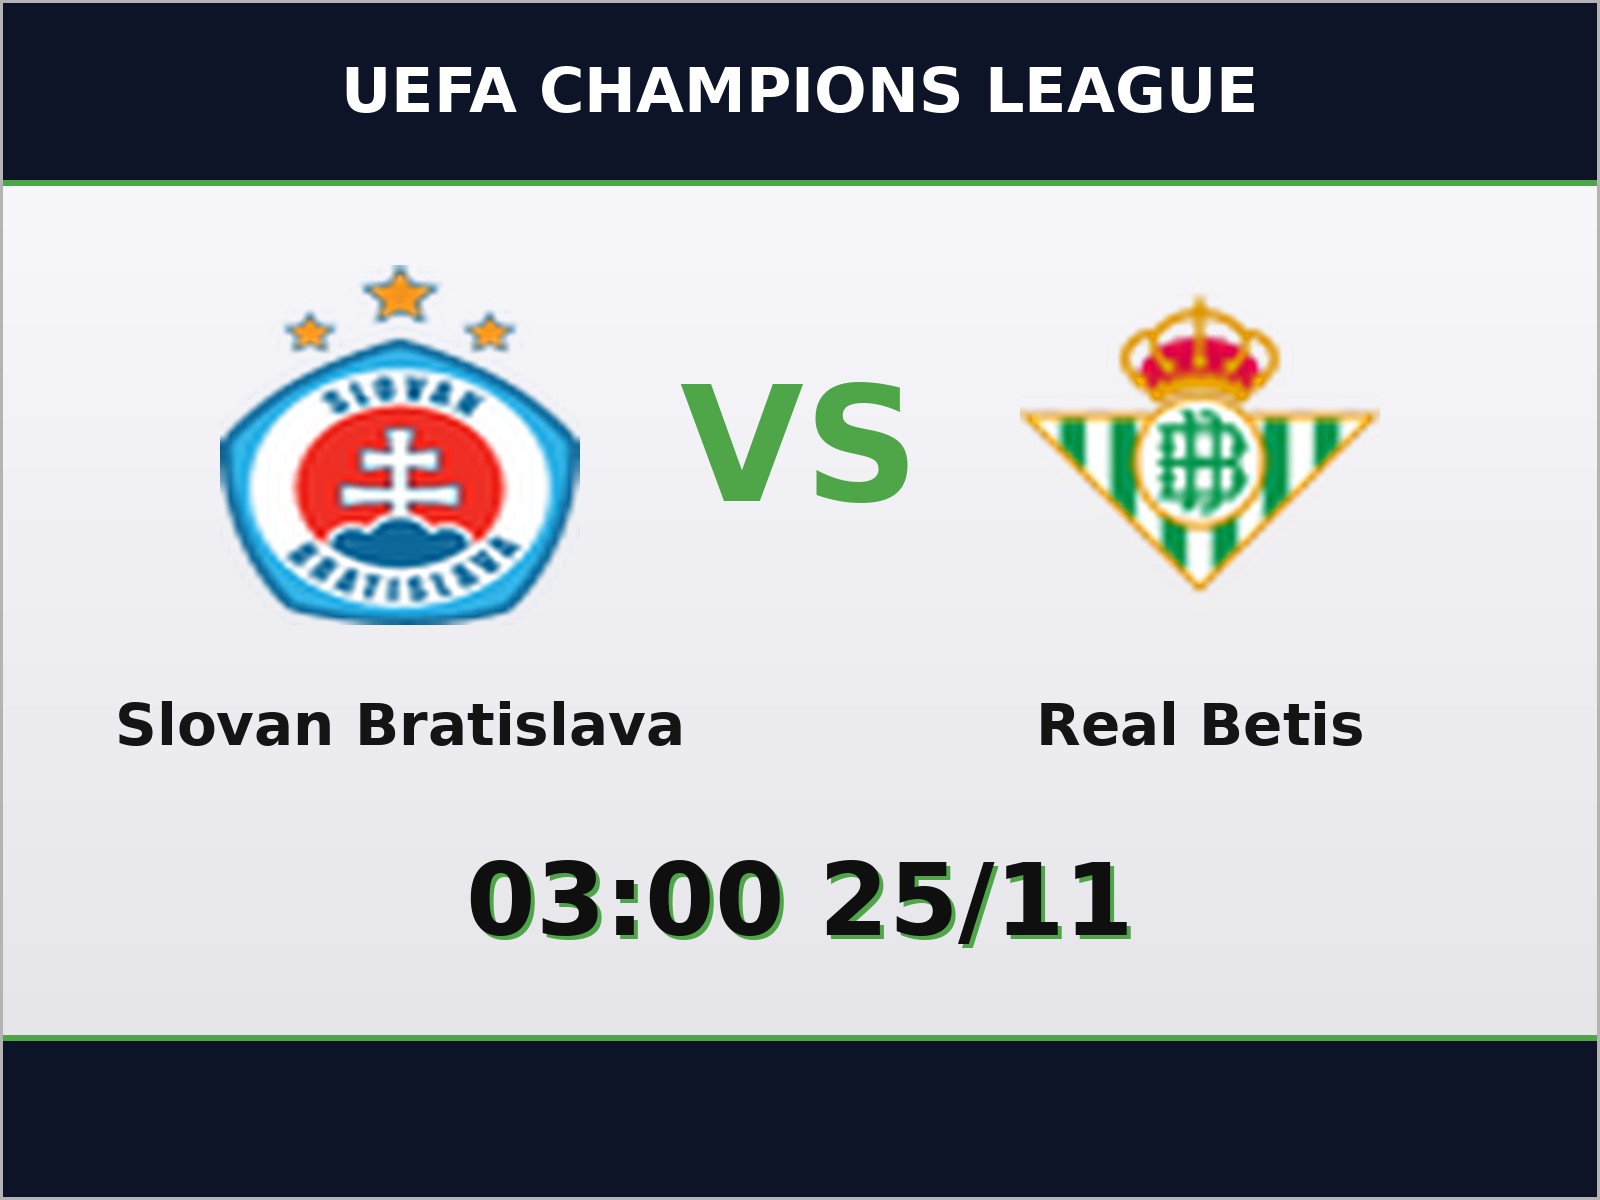 UEFA CHAMPIONS LEAGUE
SLOVAN
BRATISLAVA
VS
Slovan Bratislava
Real Betis
03:00 25/11